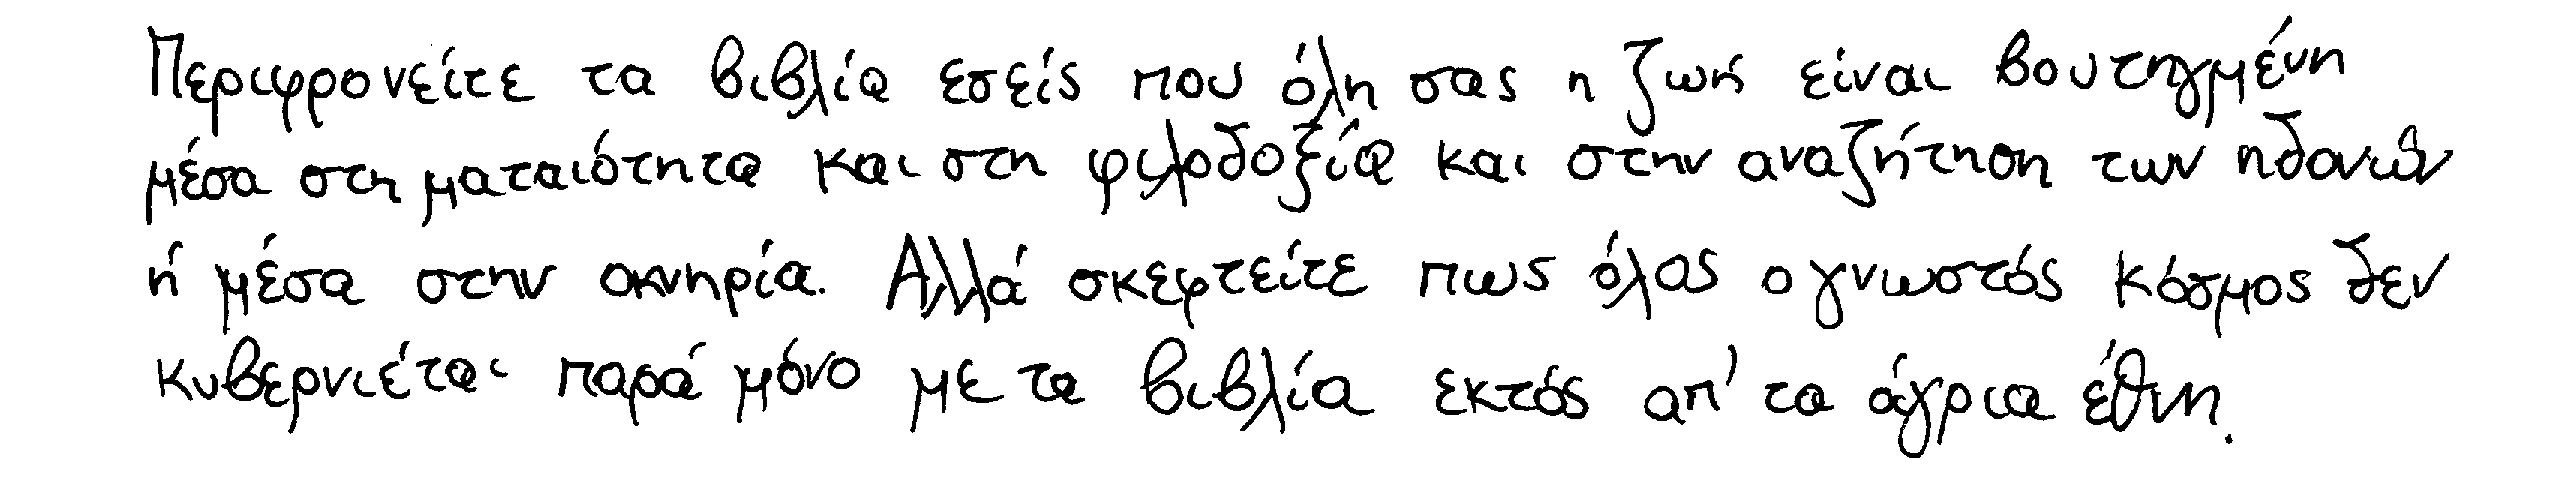 Περιφρονείτε τα βιβλία εσείς που όλη σας η ζωή είναι βουτηγμένη
μέσα στη ματαιότητα και στη φιλοδοξία και στην αναζήτηση των ηδονών
ή μέσα στην οκνηρία. Αλλά σκεφτείτε πως όλος ο γνωστός κόσμος δεν
κυβερνιέται παρά μόνο με τα βιβλία εκτός απ' τα άγρια έθνη.